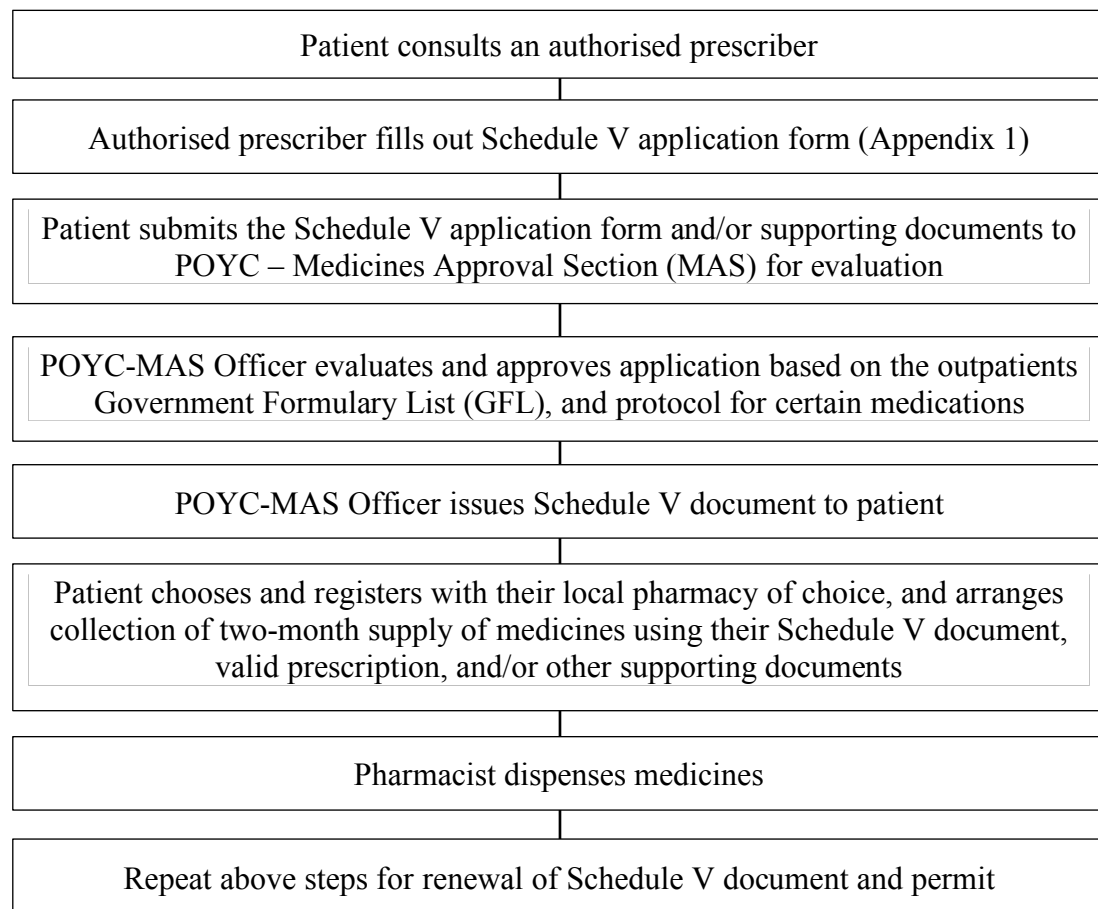 Patient consults an authorised prescriber
Authorised prescriber fills out Schedule V application form (Appendix 1)
Patient submits the Schedule V application form and/or supporting documents to
POYC – Medicines Approval Section (MAS) for evaluation
POYC-MAS Officer evaluates and approves application based on the outpatients
Government Formulary List (GFL), and protocol for certain medications
POYC-MAS Officer issues Schedule V document to patient
Patient chooses and registers with their local pharmacy of choice, and arranges
collection of two-month supply of medicines using their Schedule V document,
valid prescription, and/or other supporting documents
Pharmacist dispenses medicines
Repeat above steps for renewal of Schedule V document and permit